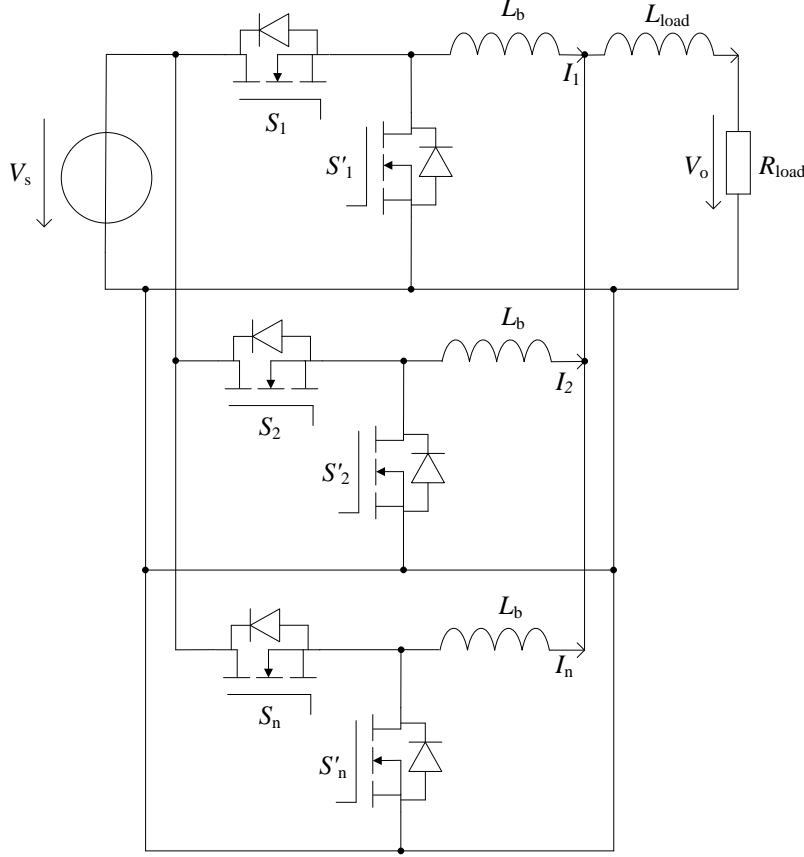 L_b
L_load
I_1
S_1
V_s
S'_1
V_o
R_load
L_b
I_2
S_2
S'_2
L_b
I_n
S_n
S'_n